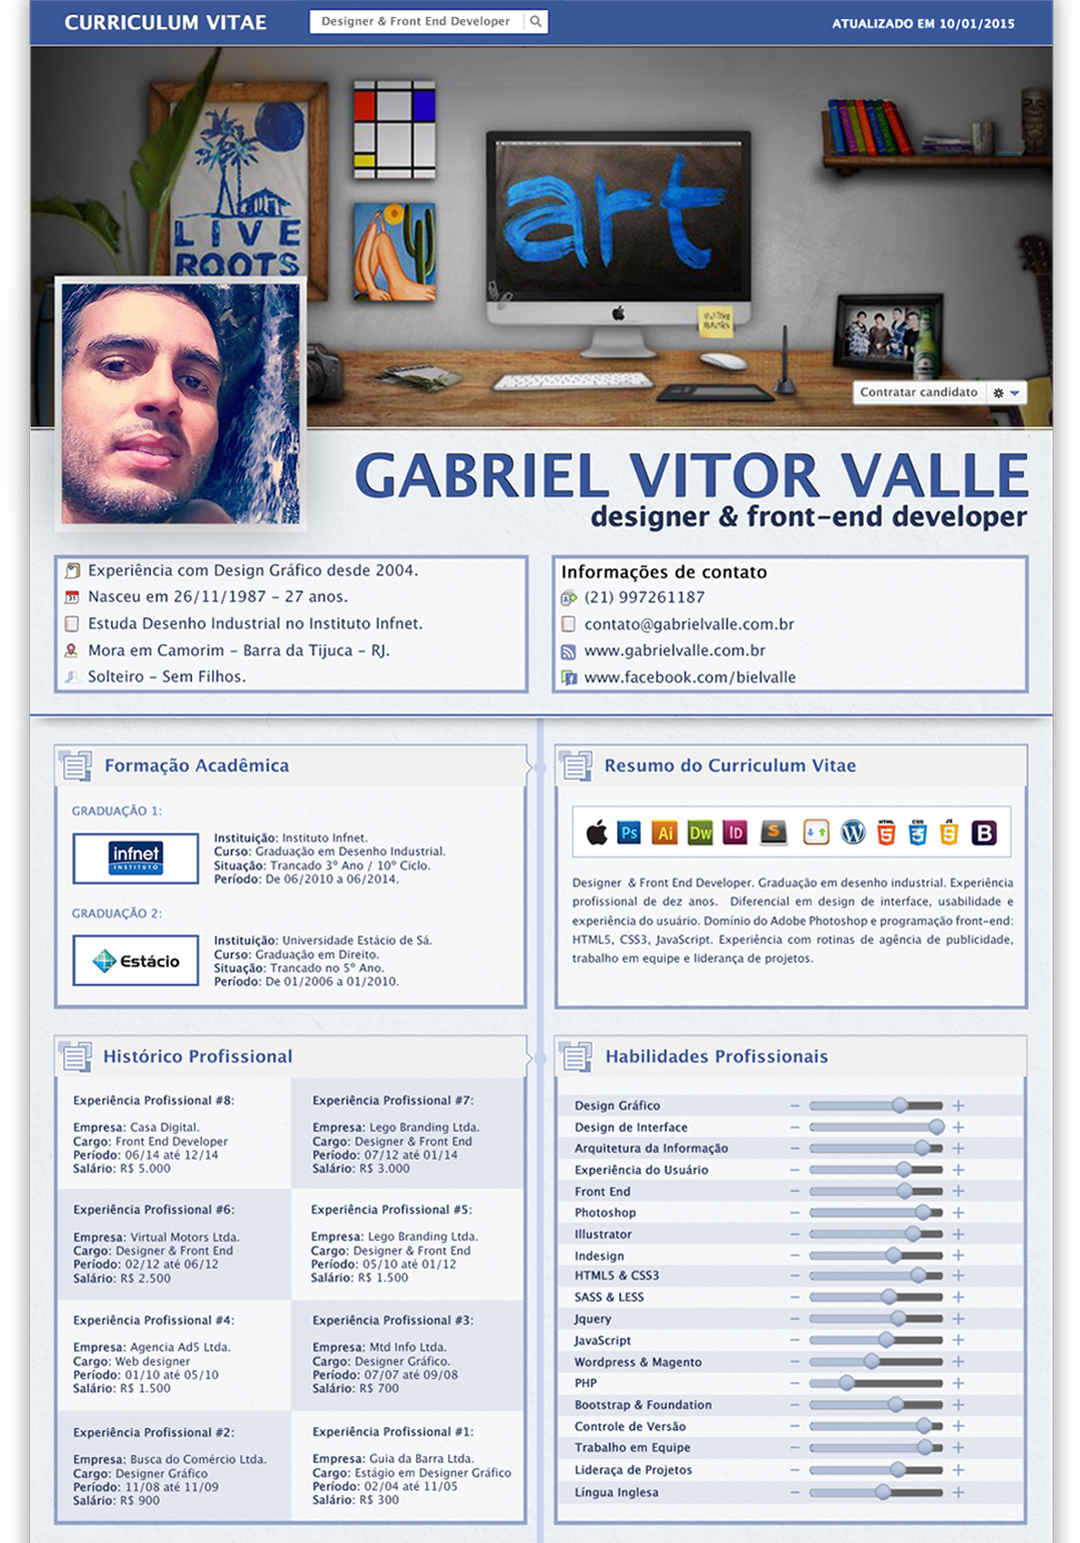 CURRICULUM VITAE
Designer & Front End Developer
ATUALIZADO EM 10/01/2015
LIVE
ROOTS
art
Contratar candidato
GABRIEL VITOR VALLE
designer & front-end developer
Experiência com Design Gráfico desde 2004.
Nasceu em 26/11/1987 - 27 anos.
Estuda Desenho Industrial no Instituto Infnet.
Mora em Camorim - Barra da Tijuca - RJ.
Solteiro - Sem Filhos.
Informações de contato
(21) 997261187
contato@gabrielvalle.com.br
www.gabrielvalle.com.br
www.facebook.com/bielvalle
Formação Acadêmica
GRADUAÇÃO 1:
infnet
INSTITUTO
Instituição: Instituto Infnet.
Curso: Graduação em Desenho Industrial.
Situação: Trancado 3º Ano / 10º Ciclo.
Período: De 06/2010 a 06/2014.
GRADUAÇÃO 2:
Estácio
Instituição: Universidade Estácio de Sá.
Curso: Graduação em Direito.
Situação: Trancado no 5º Ano.
Período: De 01/2006 a 01/2010.
Resumo do Curriculum Vitae
Ps Ai Dw ID S W HTML 5 CSS 3 JS 5 B
Designer & Front End Developer. Graduação em desenho industrial. Experiência
profissional de dez anos. Diferencial em design de interface, usabilidade e
experiência do usuário. Domínio do Adobe Photoshop e programação front-end:
HTML5, CSS3, JavaScript. Experiência com rotinas de agência de publicidade,
trabalho em equipe e liderança de projetos.
Histórico Profissional
Experiência Profissional #8:
Empresa: Casa Digital.
Cargo: Front End Developer
Período: 06/14 até 12/14
Salário: R$ 5.000
Experiência Profissional #7:
Empresa: Lego Branding Ltda.
Cargo: Designer & Front End
Período: 07/12 até 01/14
Salário: R$ 3.000
Experiência Profissional #6:
Empresa: Virtual Motors Ltda.
Cargo: Designer & Front End
Período: 02/12 até 06/12
Salário: R$ 2.500
Experiência Profissional #5:
Empresa: Lego Branding Ltda.
Cargo: Designer & Front End
Período: 05/10 até 01/12
Salário: R$ 1.500
Experiência Profissional #4:
Empresa: Agencia Ad5 Ltda.
Cargo: Web designer
Período: 01/10 até 05/10
Salário: R$ 1.500
Experiência Profissional #3:
Empresa: Mtd Info Ltda.
Cargo: Designer Gráfico.
Período: 07/07 até 09/08
Salário: R$ 700
Experiência Profissional #2:
Empresa: Busca do Comércio Ltda.
Cargo: Designer Gráfico
Período: 11/08 até 11/09
Salário: R$ 900
Experiência Profissional #1:
Empresa: Guia da Barra Ltda.
Cargo: Estágio em Designer Gráfico
Período: 02/04 até 11/05
Salário: R$ 300
Habilidades Profissionais
Design Gráfico
Design de Interface
Arquitetura da Informação
Experiência do Usuário
Front End
Photoshop
Illustrator
Indesign
HTML5 & CSS3
SASS & LESS
Jquery
JavaScript
Wordpress & Magento
PHP
Bootstrap & Foundation
Controle de Versão
Trabalho em Equipe
Lideraça de Projetos
Língua Inglesa